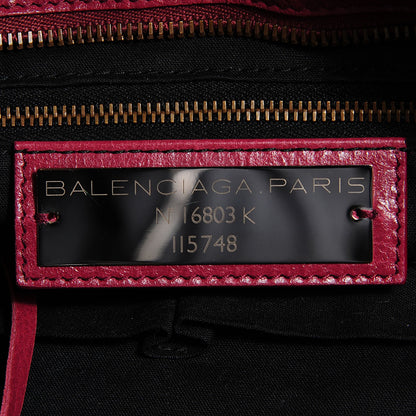 BALENCIAGA.PARIS
N° 16803 K
115748